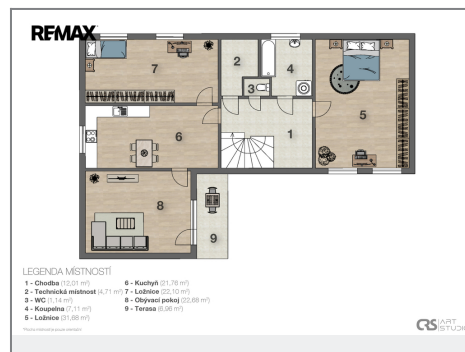 RE/MAX
7
2
4
3
5
6
1
8
9
LEGENDA MÍSTNOSTÍ
1 - Chodba (12,01 m²)
2 - Technická místnost (4,71 m²)
3 - WC (1,14 m²)
4 - Koupelna (7,11 m²)
5 - Ložnice (31,88 m²)
6 - Kuchyň (21,76 m²)
7 - Ložnice (22,10 m²)
8 - Obývací pokoj (22,68 m²)
9 - Terasa (6,96 m²)
CRS ART
STUDIO